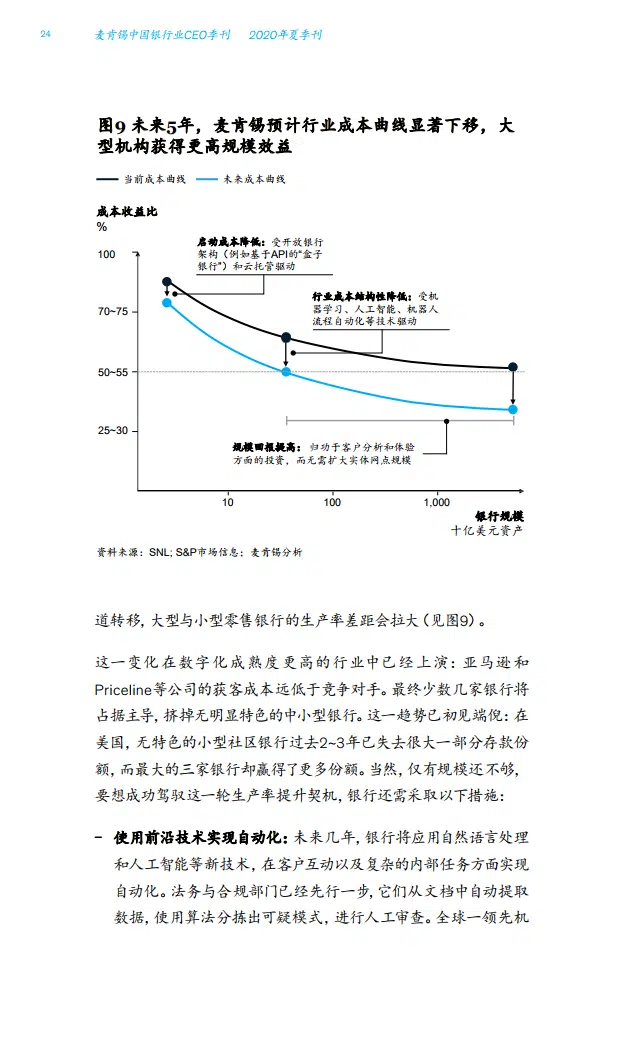 24
麦肯锡中国银行业CEO季刊 2020年夏季刊
图9 未来5年，麦肯锡预计行业成本曲线显著下移，大
型机构获得更高规模效益
当前成本曲线 未来成本曲线
成本收益比
%
100
70~75
50~55
25~30
启动成本降低：受开放银行
架构（例如基于API的“盒子
银行”）和云托管驱动
行业成本结构性降低：受机
器学习、人工智能、机器人
流程自动化等技术驱动
规模回报提高：归功于客户分析和体验
方面的投资，而无需扩大实体网点规模
10 100 1,000
银行规模
十亿美元资产
资料来源：SNL; S&P市场信息；麦肯锡分析
道转移，大型与小型零售银行的生产率差距会拉大（见图9）。
这一变化在数字化成熟度更高的行业中已经上演：亚马逊和
Priceline等公司的获客成本远低于竞争对手。最终少数几家银行将
占据主导，挤掉无明显特色的中小型银行。这一趋势已初见端倪：在
美国，无特色的小型社区银行过去2~3年已失去很大一部分存款份
额，而最大的三家银行却赢得了更多份额。当然，仅有规模还不够，
要想成功驾驭这一轮生产率提升契机，银行还需采取以下措施：
– 使用前沿技术实现自动化：未来几年，银行将应用自然语言处理
和人工智能等新技术，在客户互动以及复杂的内部任务方面实现
自动化。法务与合规部门已经先行一步，它们从文档中自动提取
数据，使用算法分拣出可疑模式，进行人工审查。全球一领先机